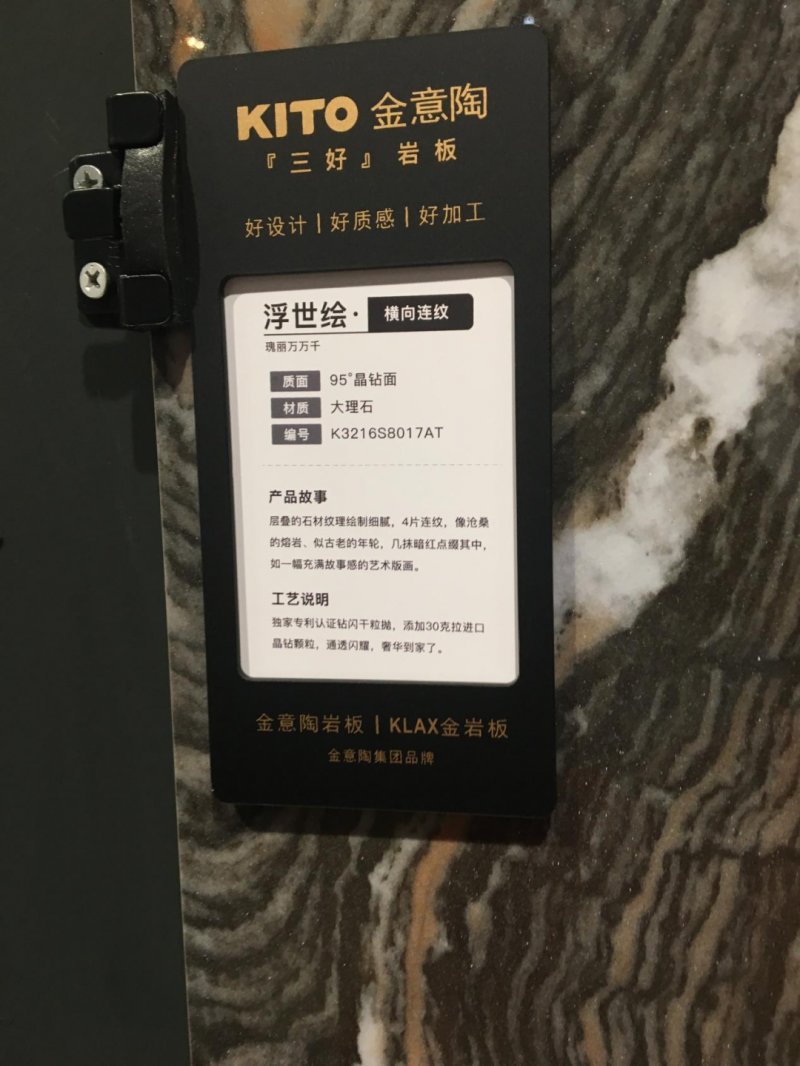 KITO 金意陶
『三好』岩板
好设计|好质感|好加工
浮世绘· 横向连纹
瑰丽万万千
质面 95°晶钻面
材质 大理石
编号 K3216S8017AT
产品故事
层叠的石材纹理绘制细腻，4片连纹，像沧桑
的熔岩、似古老的年轮，几抹暗红点缀其中，
如一幅充满故事感的艺术版画。
工艺说明
独家专利认证钻闪干粒抛，添加30克拉进口
晶钻颗粒，通透闪耀，奢华到家了。
金意陶岩板|KLAX金岩板
金意陶集团品牌